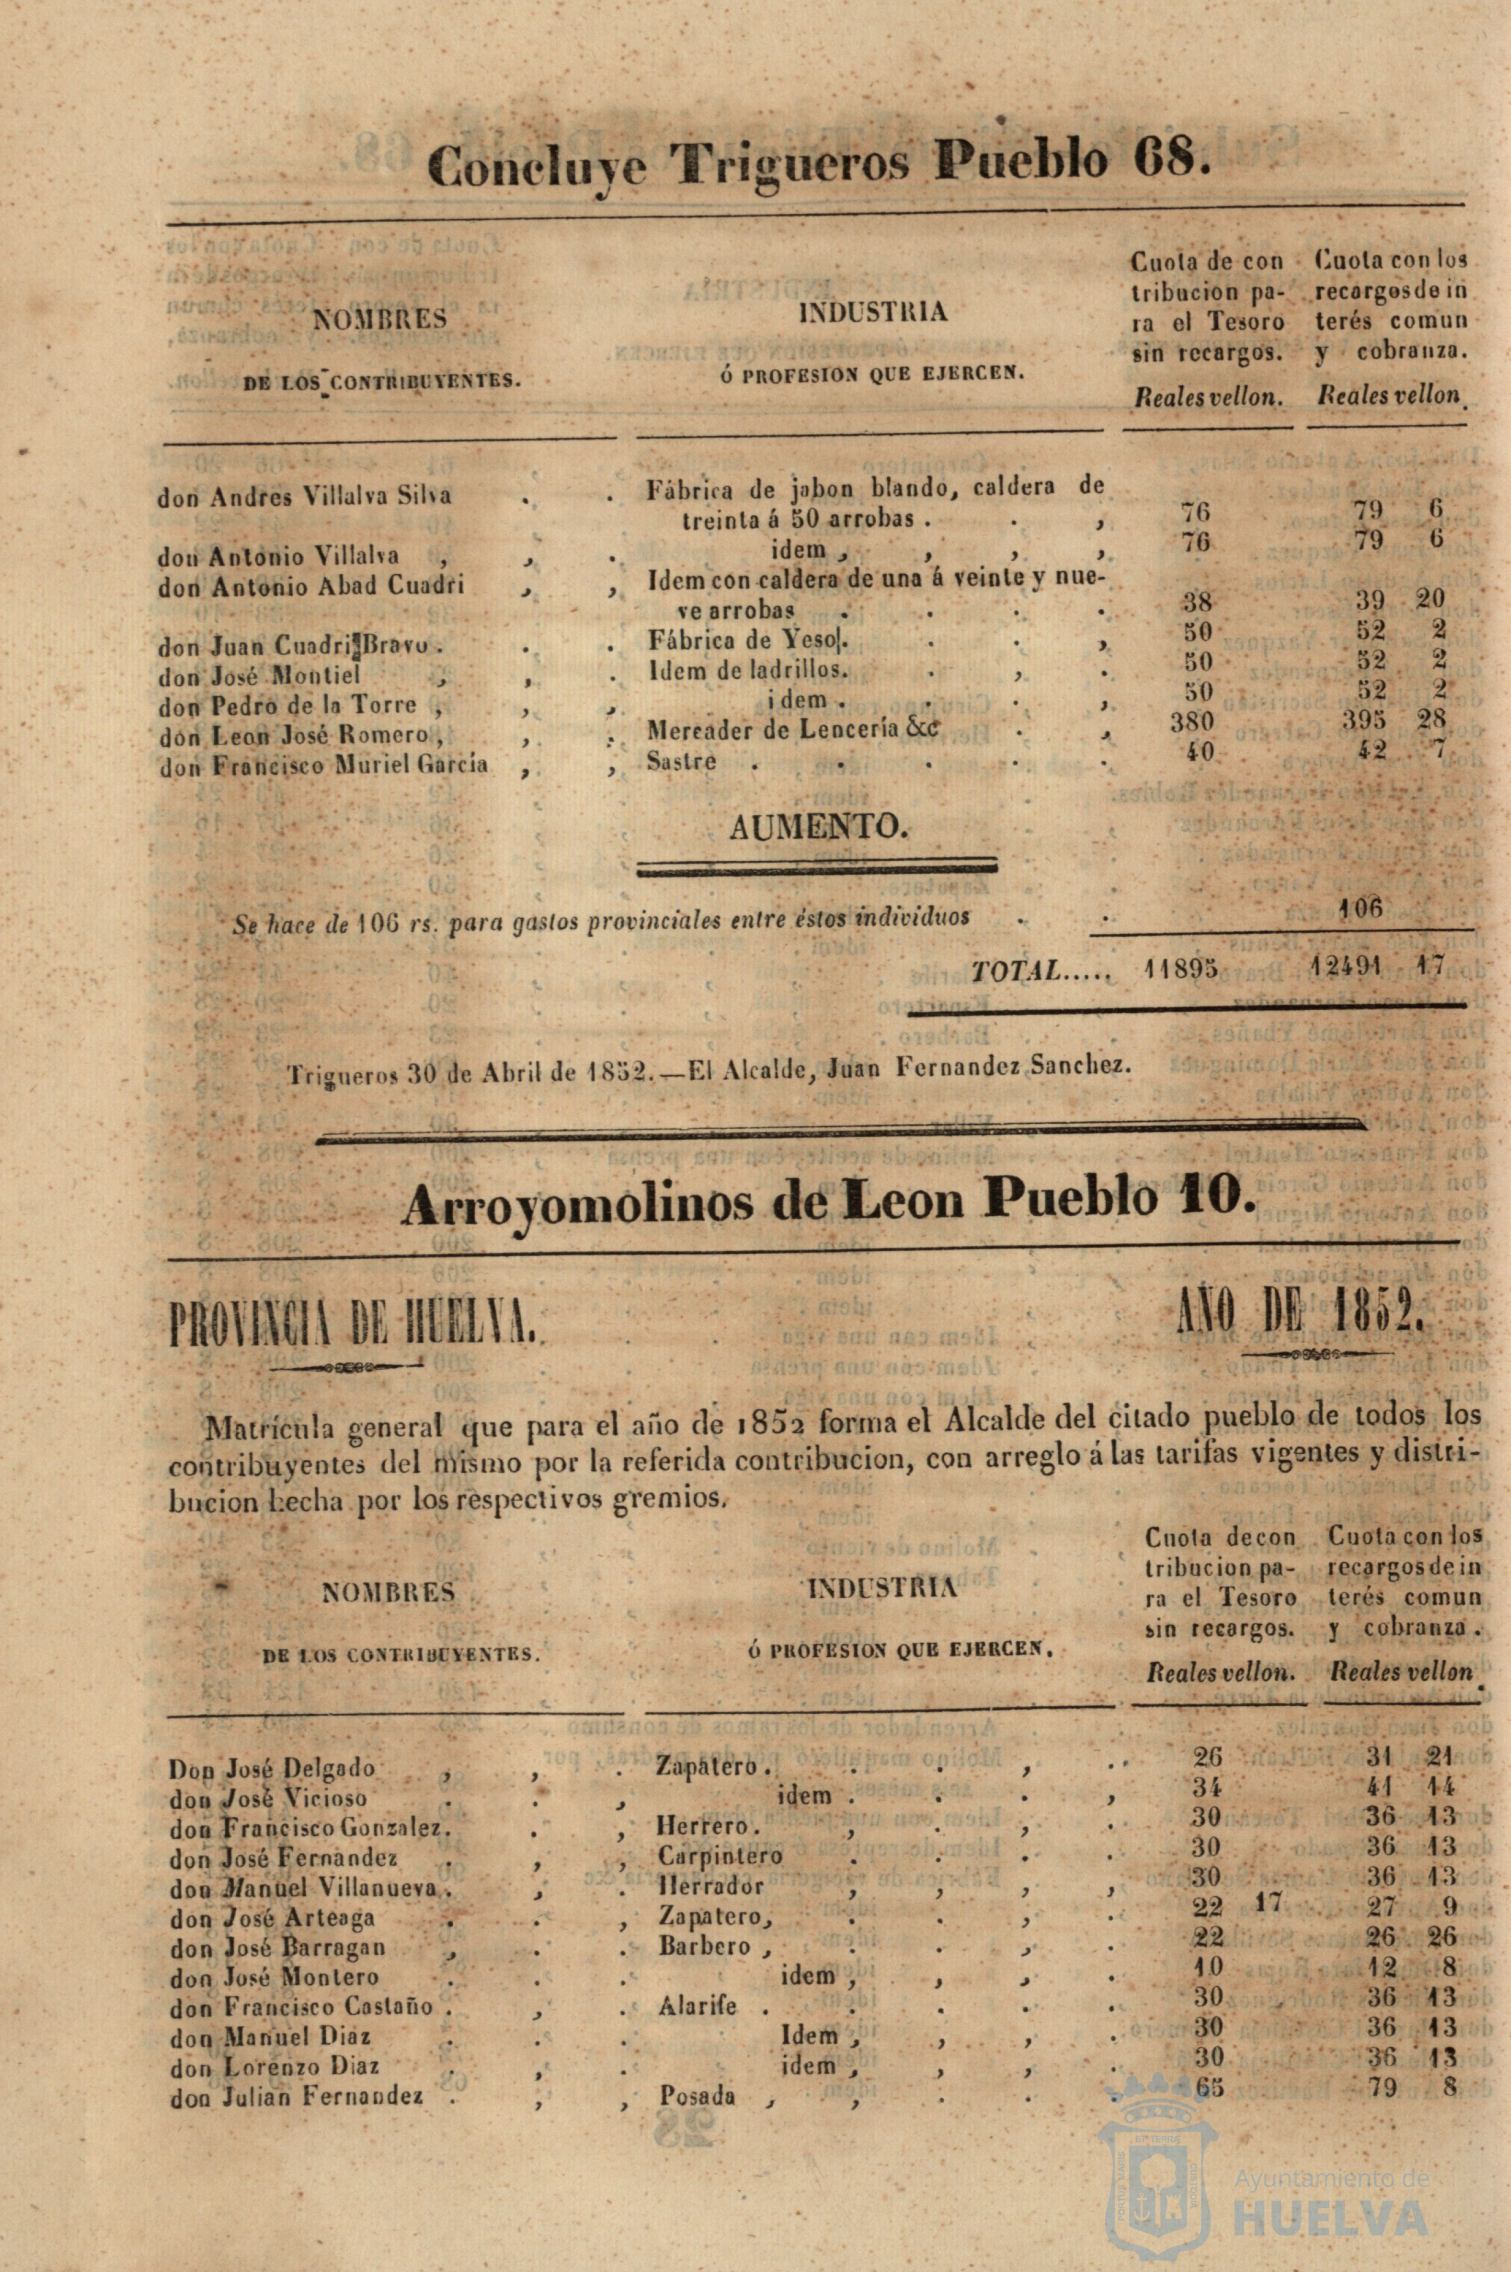 Concluye Trigueros Pueblo 68.
NOMBRES
DE LOS CONTRIBUYENTES.
INDUSTRIA
Ó PROFESION QUE EJERCEN.
Cuota de con
tribucion pa-
ra el Tesoro
sin recargos.
Reales vellon.
Cuota con los
recargos de in
terés comun
y cobranza.
Reales vellon.
don Andres Villalva Silva . . Fábrica de jabon blando, caldera de
treinta á 50 arrobas . . , 76 79 6
don Antonio Villalva , , . idem , , , , 76 79 6
don Antonio Abad Cuadri , , Idem con caldera de una á veinte y nue-
ve arrobas . . . . 38 39 20
don Juan Cuadri Bravo . . . Fábrica de Yeso. . . , 50 52 2
don José Montiel , , . Idem de ladrillos. . , . 50 52 2
don Pedro de la Torre , , , idem . . . , 50 52 2
don Leon José Romero , , . Mercader de Lencería &c . , 380 395 28
don Francisco Muriel García , , Sastre . . . . . 40 42 7
AUMENTO.
Se hace de 106 rs. para gastos provinciales entre éstos individuos . . 106
TOTAL..... 11895 12491 17
Trigueros 30 de Abril de 1852.—El Alcalde, Juan Fernandez Sanchez.
Arroyomolinos de Leon Pueblo 10.
PROVINCIA DE HUELVA.
AÑO DE 1852.
Matrícula general que para el año de 1852 forma el Alcalde del citado pueblo de todos los
contribuyentes del mismo por la referida contribucion, con arreglo á las tarifas vigentes y distri-
bucion hecha por los respectivos gremios.
NOMBRES
DE LOS CONTRIBUYENTES.
INDUSTRIA
Ó PROFESION QUE EJERCEN.
Cuota de con
tribucion pa-
ra el Tesoro
sin recargos.
Reales vellon.
Cuota con los
recargos de in
terés comun
y cobranza.
Reales vellon.
Don José Delgado , , . Zapatero . . . , . . 26 31 21
don José Vicioso . . , idem . . . , 34 41 14
don Francisco Gonzalez . . , Herrero . , . , . 30 36 13
don José Fernandez . , , Carpintero . . . . 30 36 13
don Manuel Villanueva . , . Herrador , , , , 30 36 13
don José Arteaga . . , Zapatero, . . , . 22 17 27 9
don José Barragan , . . Barbero , . . , . 22 26 26
don José Montero . . . idem , , , . 10 12 8
don Francisco Castaño . , . Alarife . . . . . 30 36 13
don Manuel Diaz . . . Idem , , , . 30 36 13
don Lorenzo Diaz . , . idem , , , . 30 36 13
don Julian Fernandez . , , Posada , , . . . 65 79 8
Ayuntamiento de
HUELVA